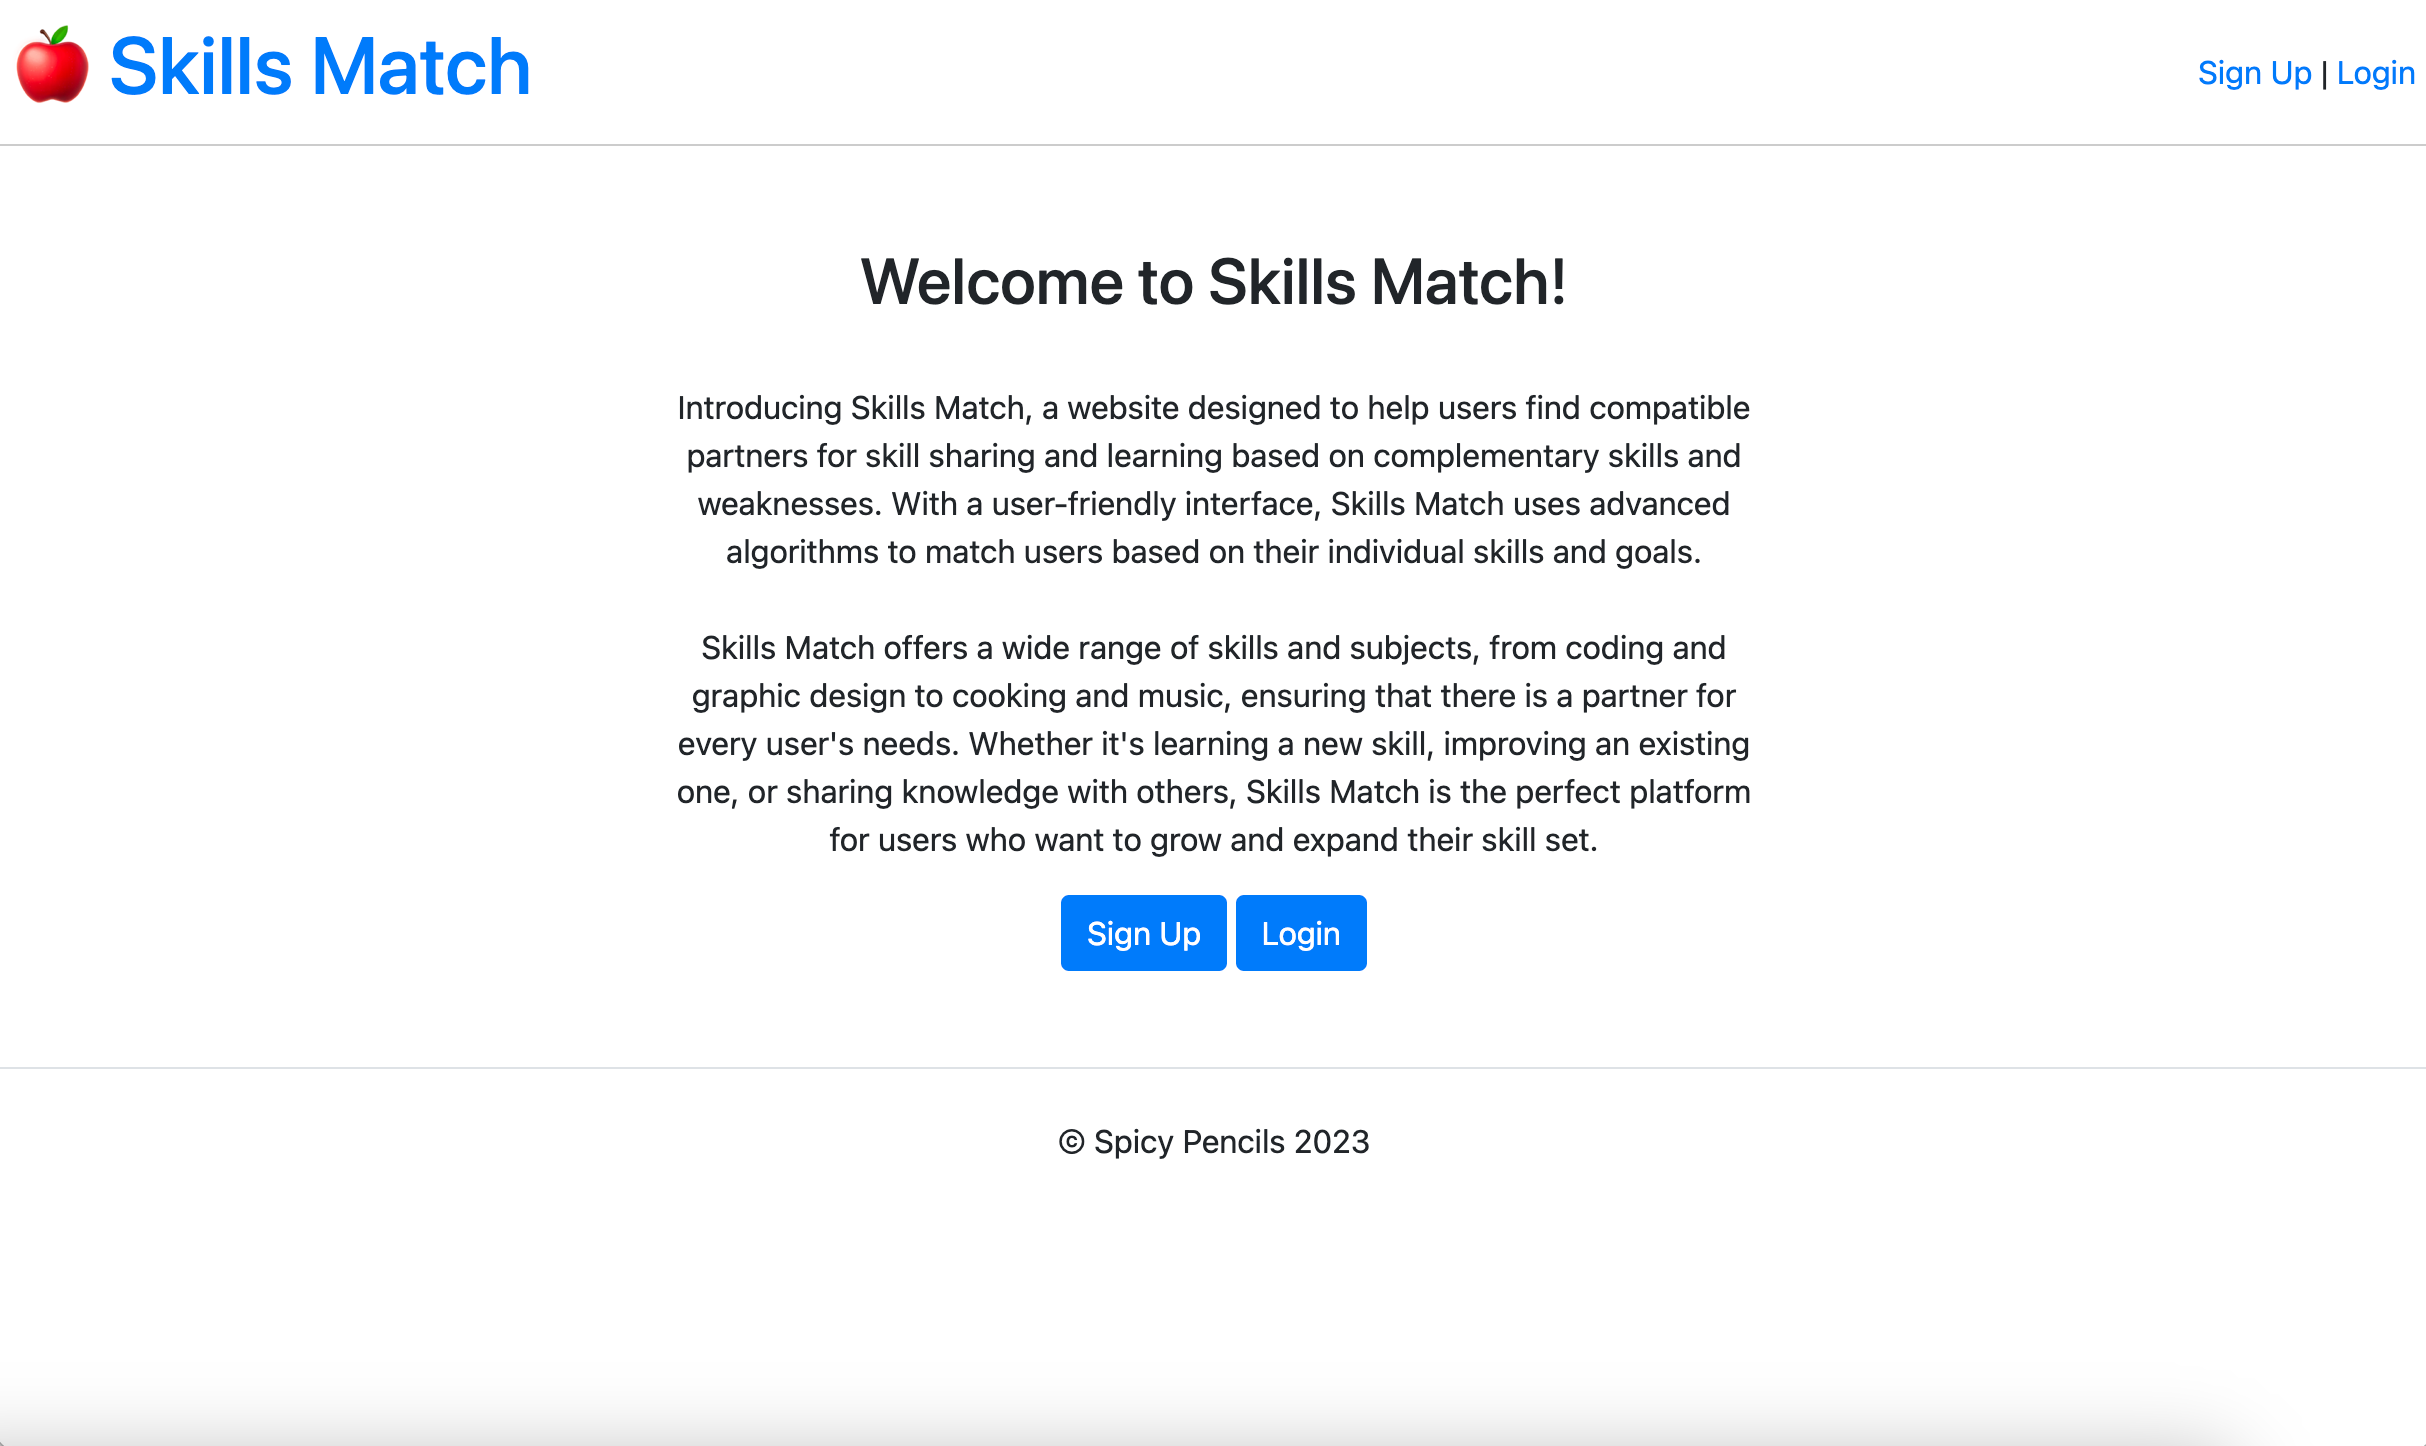 Skills Match
Sign Up | Login
Welcome to Skills Match!
Introducing Skills Match, a website designed to help users find compatible
partners for skill sharing and learning based on complementary skills and
weaknesses. With a user-friendly interface, Skills Match uses advanced
algorithms to match users based on their individual skills and goals.
Skills Match offers a wide range of skills and subjects, from coding and
graphic design to cooking and music, ensuring that there is a partner for
every user's needs. Whether it's learning a new skill, improving an existing
one, or sharing knowledge with others, Skills Match is the perfect platform
for users who want to grow and expand their skill set.
Sign Up Login
© Spicy Pencils 2023